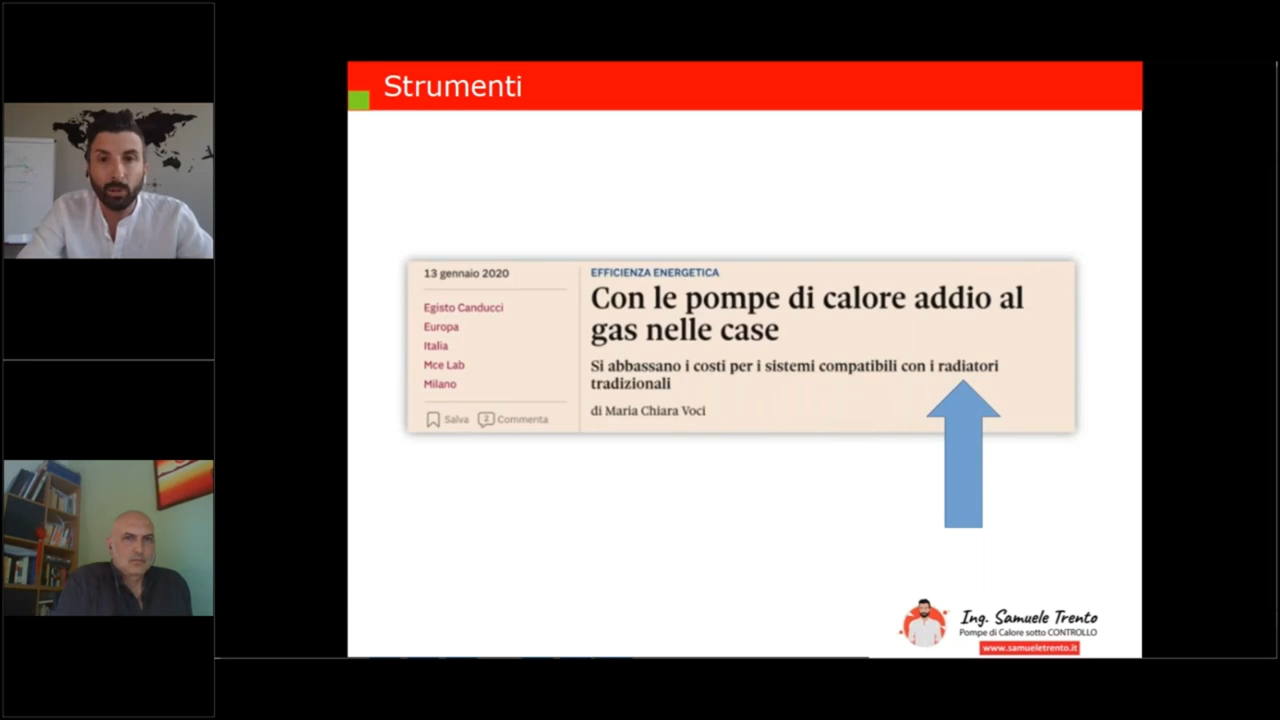 Strumenti
13 gennaio 2020
Egisto Canducci
Europa
Italia
Mce Lab
Milano
Salva 2 Commenta
EFFICIENZA ENERGETICA
Con le pompe di calore addio al
gas nelle case
Si abbassano i costi per i sistemi compatibili con i radiatori
tradizionali
di Maria Chiara Voci
Ing. Samuele Trento
Pompe di Calore sotto CONTROLLO
www.samueletrento.it